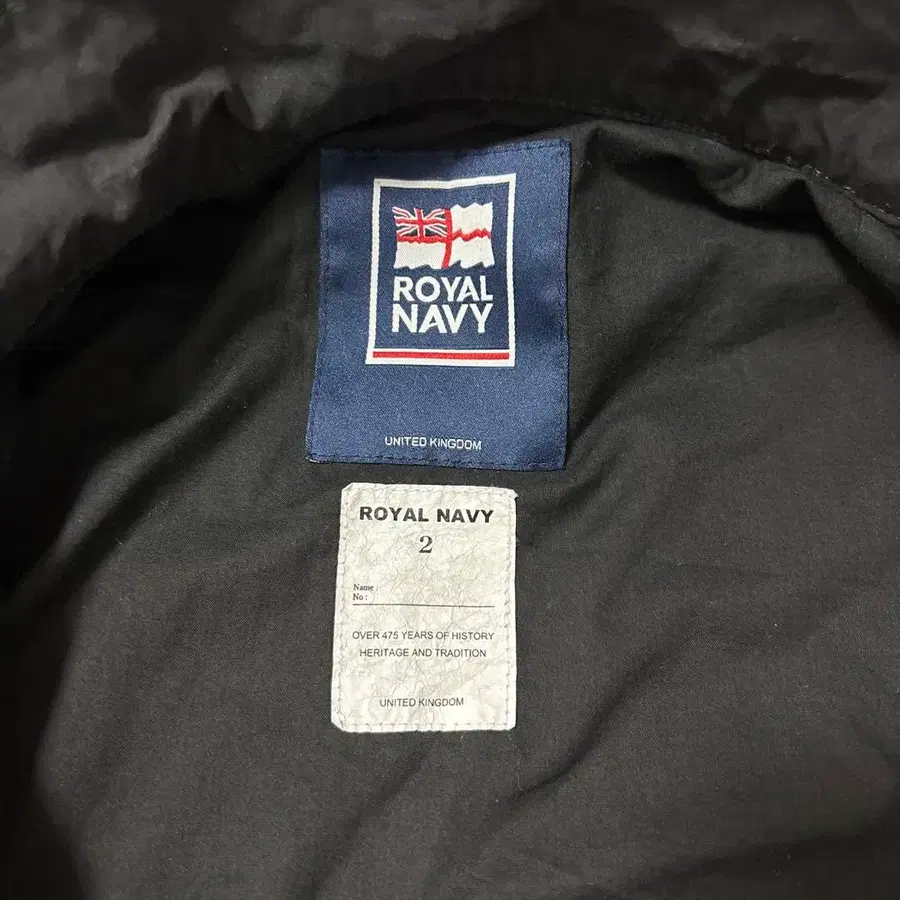 ROYAL
NAVY
UNITED KINGDOM
ROYAL NAVY
2
Name :
No :
OVER 475 YEARS OF HISTORY
HERITAGE AND TRADITION
UNITED KINGDOM